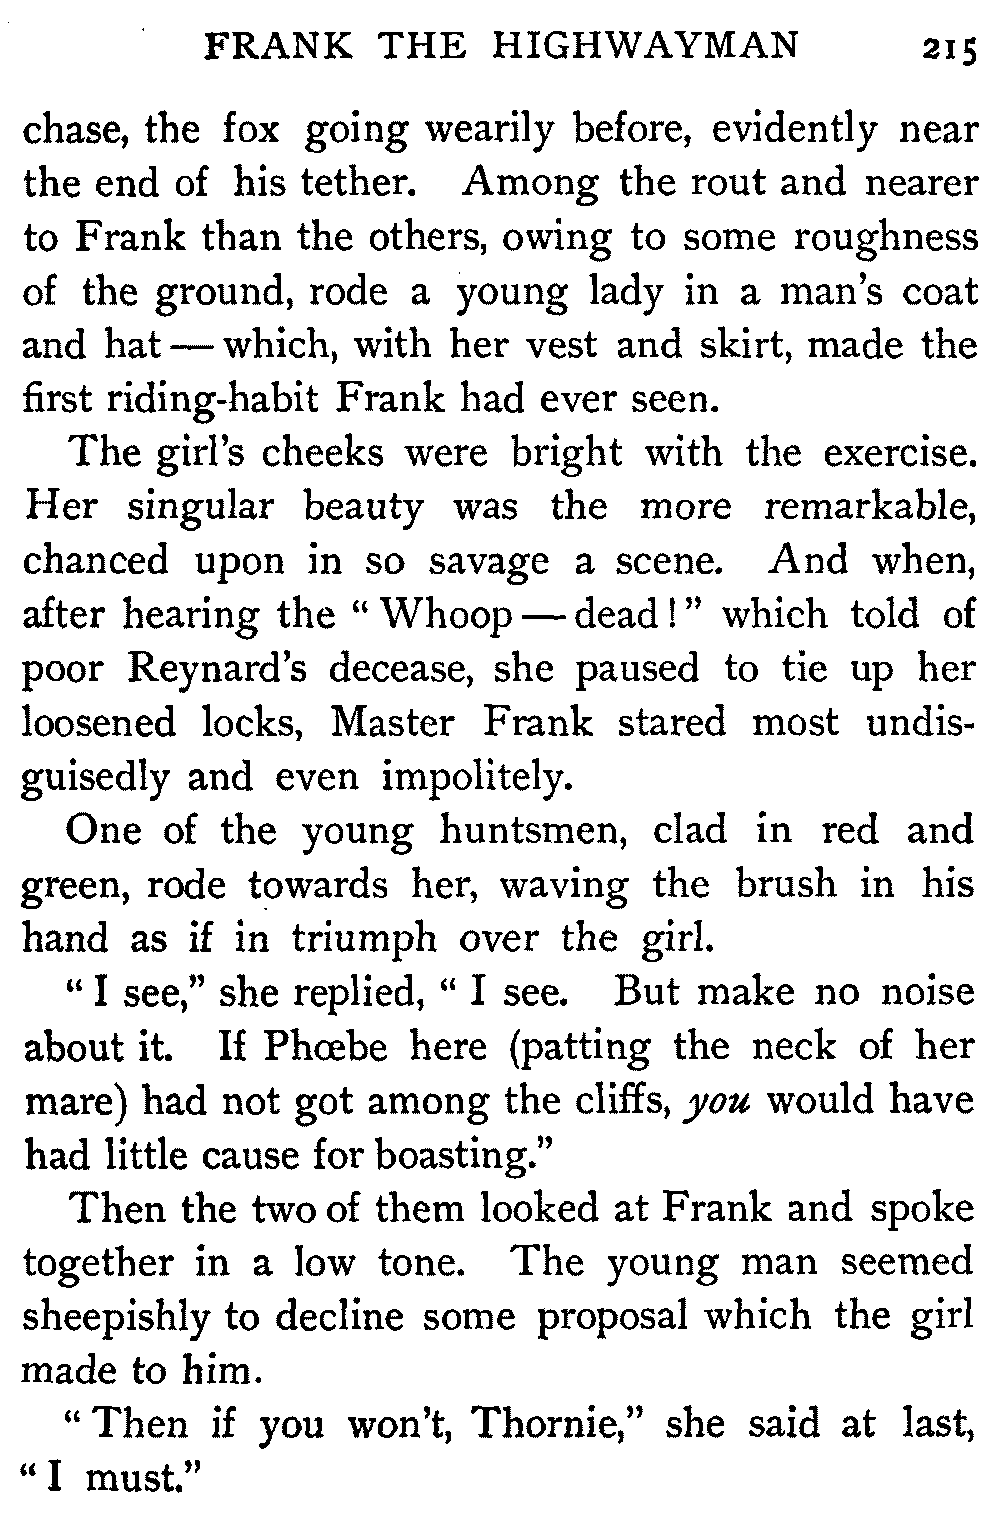 FRANK THE HIGHWAYMAN 215
chase, the fox going wearily before, evidently near
the end of his tether. Among the rout and nearer
to Frank than the others, owing to some roughness
of the ground, rode a young lady in a man's coat
and hat — which, with her vest and skirt, made the
first riding-habit Frank had ever seen.
The girl's cheeks were bright with the exercise.
Her singular beauty was the more remarkable,
chanced upon in so savage a scene. And when,
after hearing the “ Whoop — dead ! ” which told of
poor Reynard's decease, she paused to tie up her
loosened locks, Master Frank stared most undis-
guisedly and even impolitely.
One of the young huntsmen, clad in red and
green, rode towards her, waving the brush in his
hand as if in triumph over the girl.
“ I see,” she replied, “ I see. But make no noise
about it. If Phœbe here (patting the neck of her
mare) had not got among the cliffs, you would have
had little cause for boasting.”
Then the two of them looked at Frank and spoke
together in a low tone. The young man seemed
sheepishly to decline some proposal which the girl
made to him.
“ Then if you won't, Thornie,” she said at last,
“ I must.”